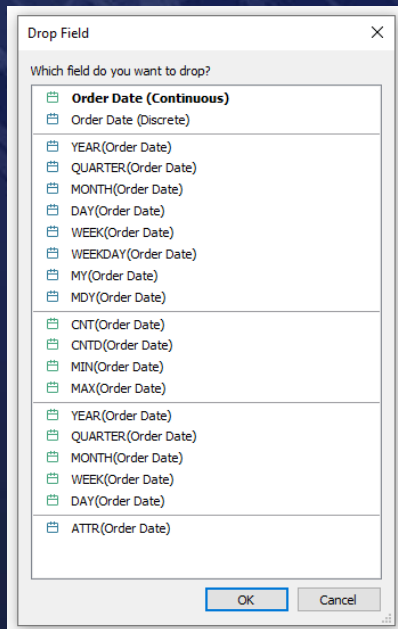 Drop Field
Which field do you want to drop?
Order Date (Continuous)
Order Date (Discrete)
YEAR(Order Date)
QUARTER(Order Date)
MONTH(Order Date)
DAY(Order Date)
WEEK(Order Date)
WEEKDAY(Order Date)
MY(Order Date)
MDY(Order Date)
CNT(Order Date)
CNTD(Order Date)
MIN(Order Date)
MAX(Order Date)
YEAR(Order Date)
QUARTER(Order Date)
MONTH(Order Date)
WEEK(Order Date)
DAY(Order Date)
ATTR(Order Date)
OK Cancel